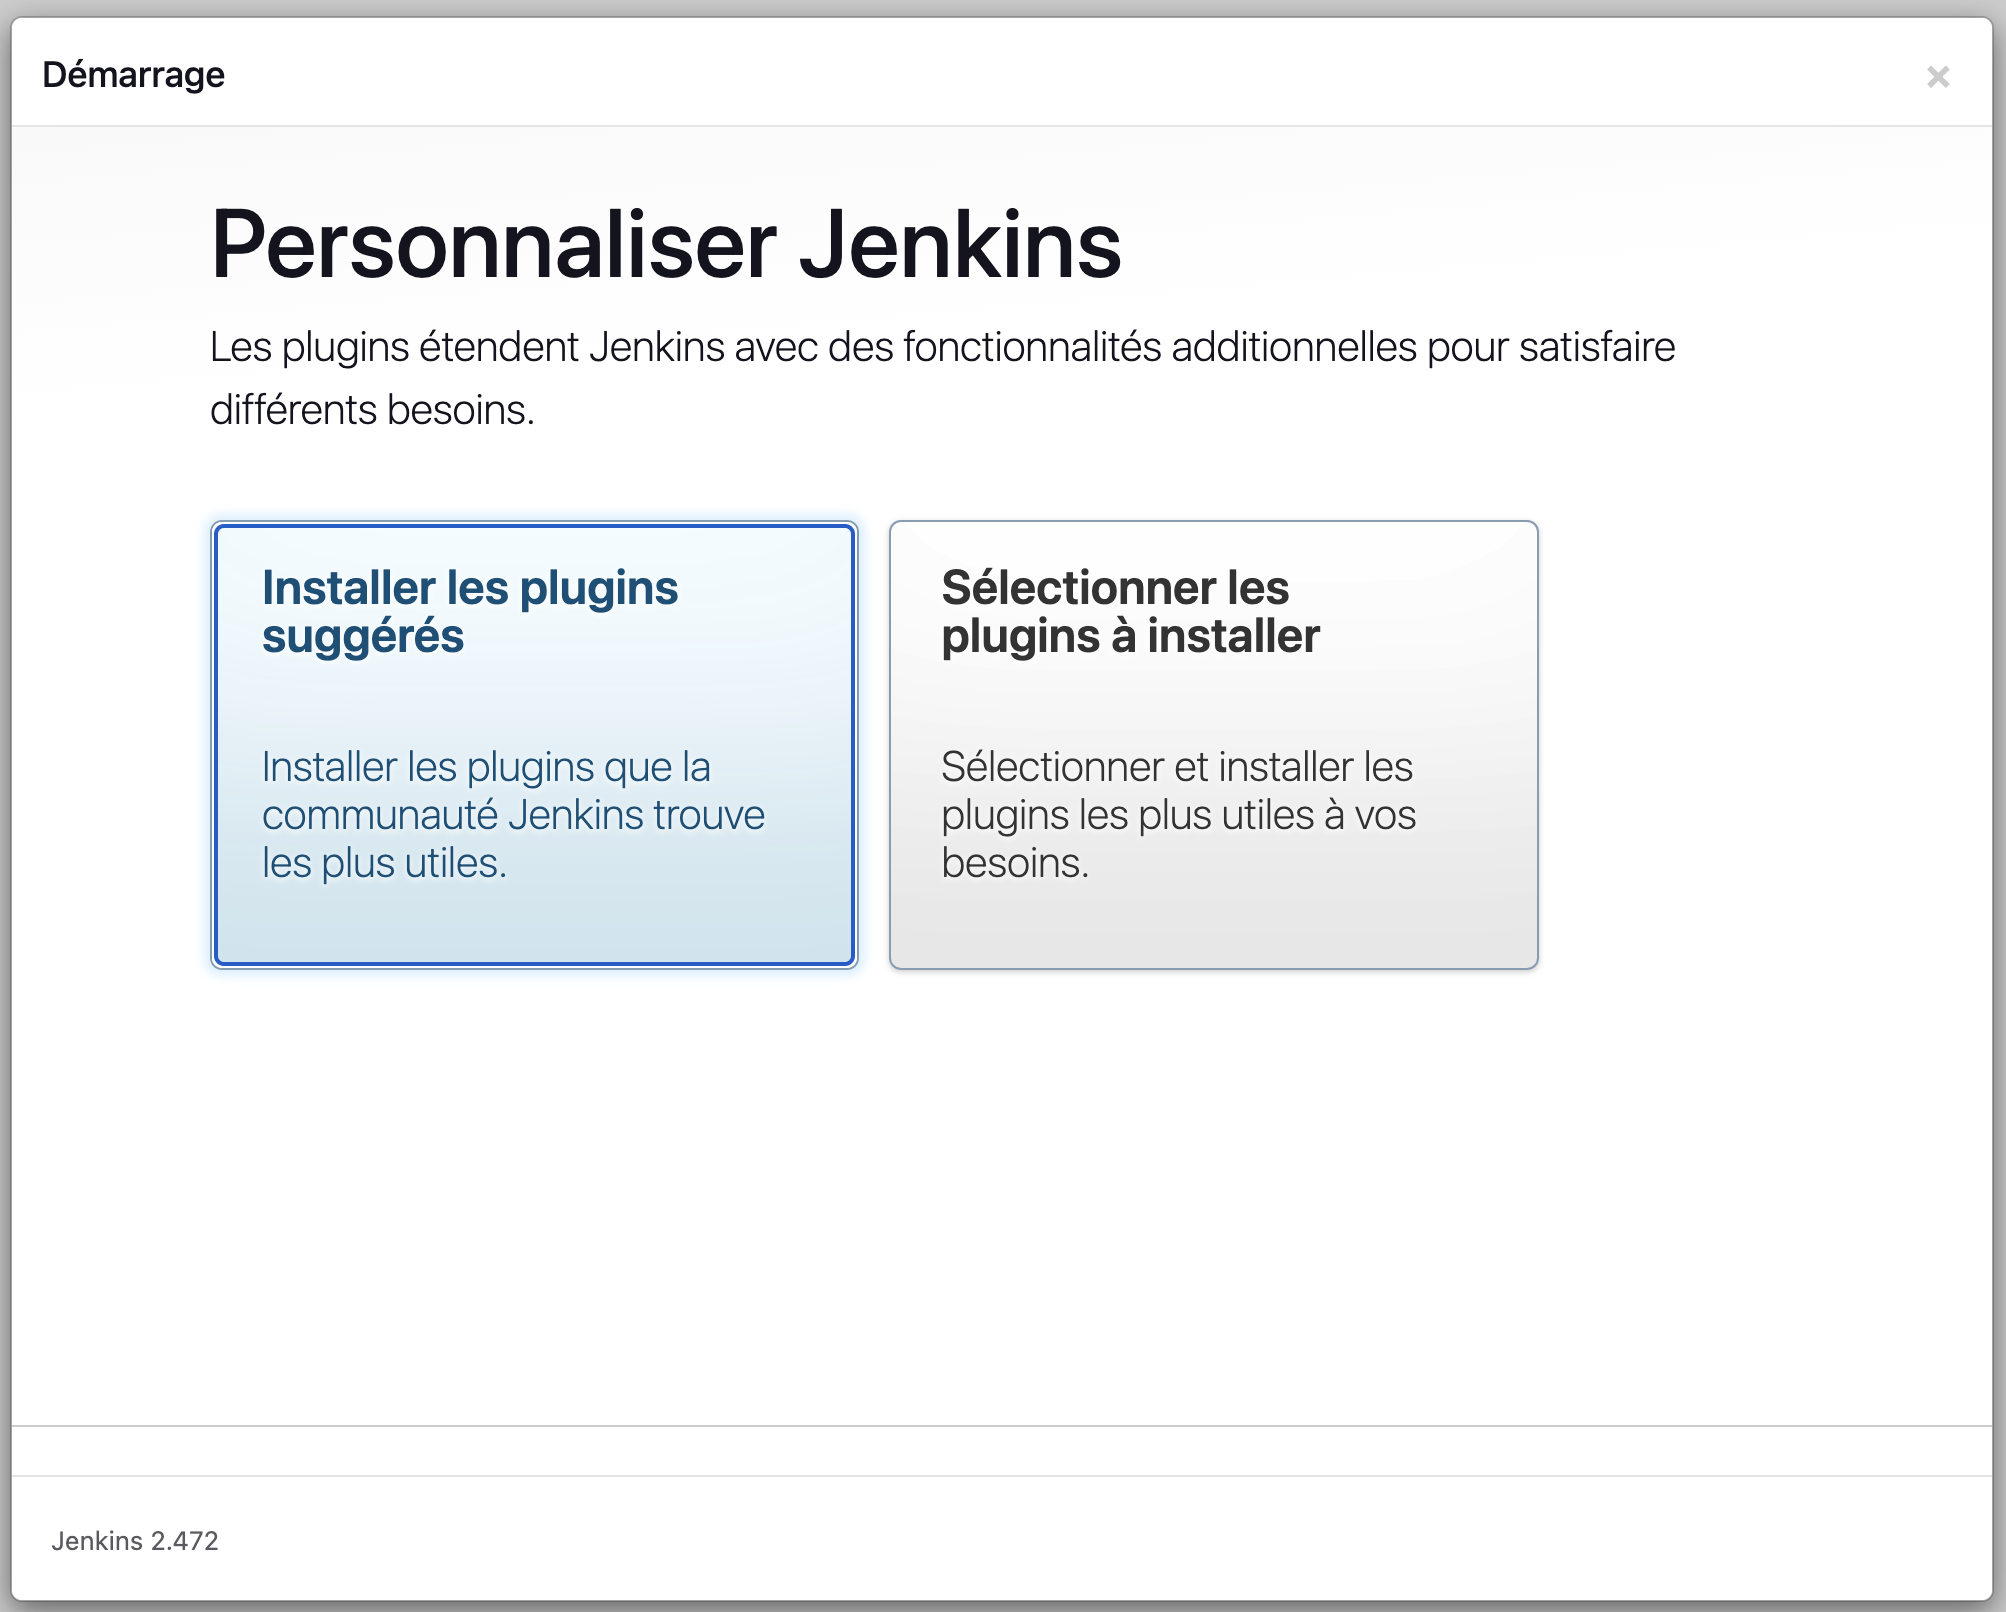 Démarrage
Personnaliser Jenkins
Les plugins étendent Jenkins avec des fonctionnalités additionnelles pour satisfaire
différents besoins.
Installer les plugins
suggérés
Installer les plugins que la
communauté Jenkins trouve
les plus utiles.
Sélectionner les
plugins à installer
Sélectionner et installer les
plugins les plus utiles à vos
besoins.
Jenkins 2.472